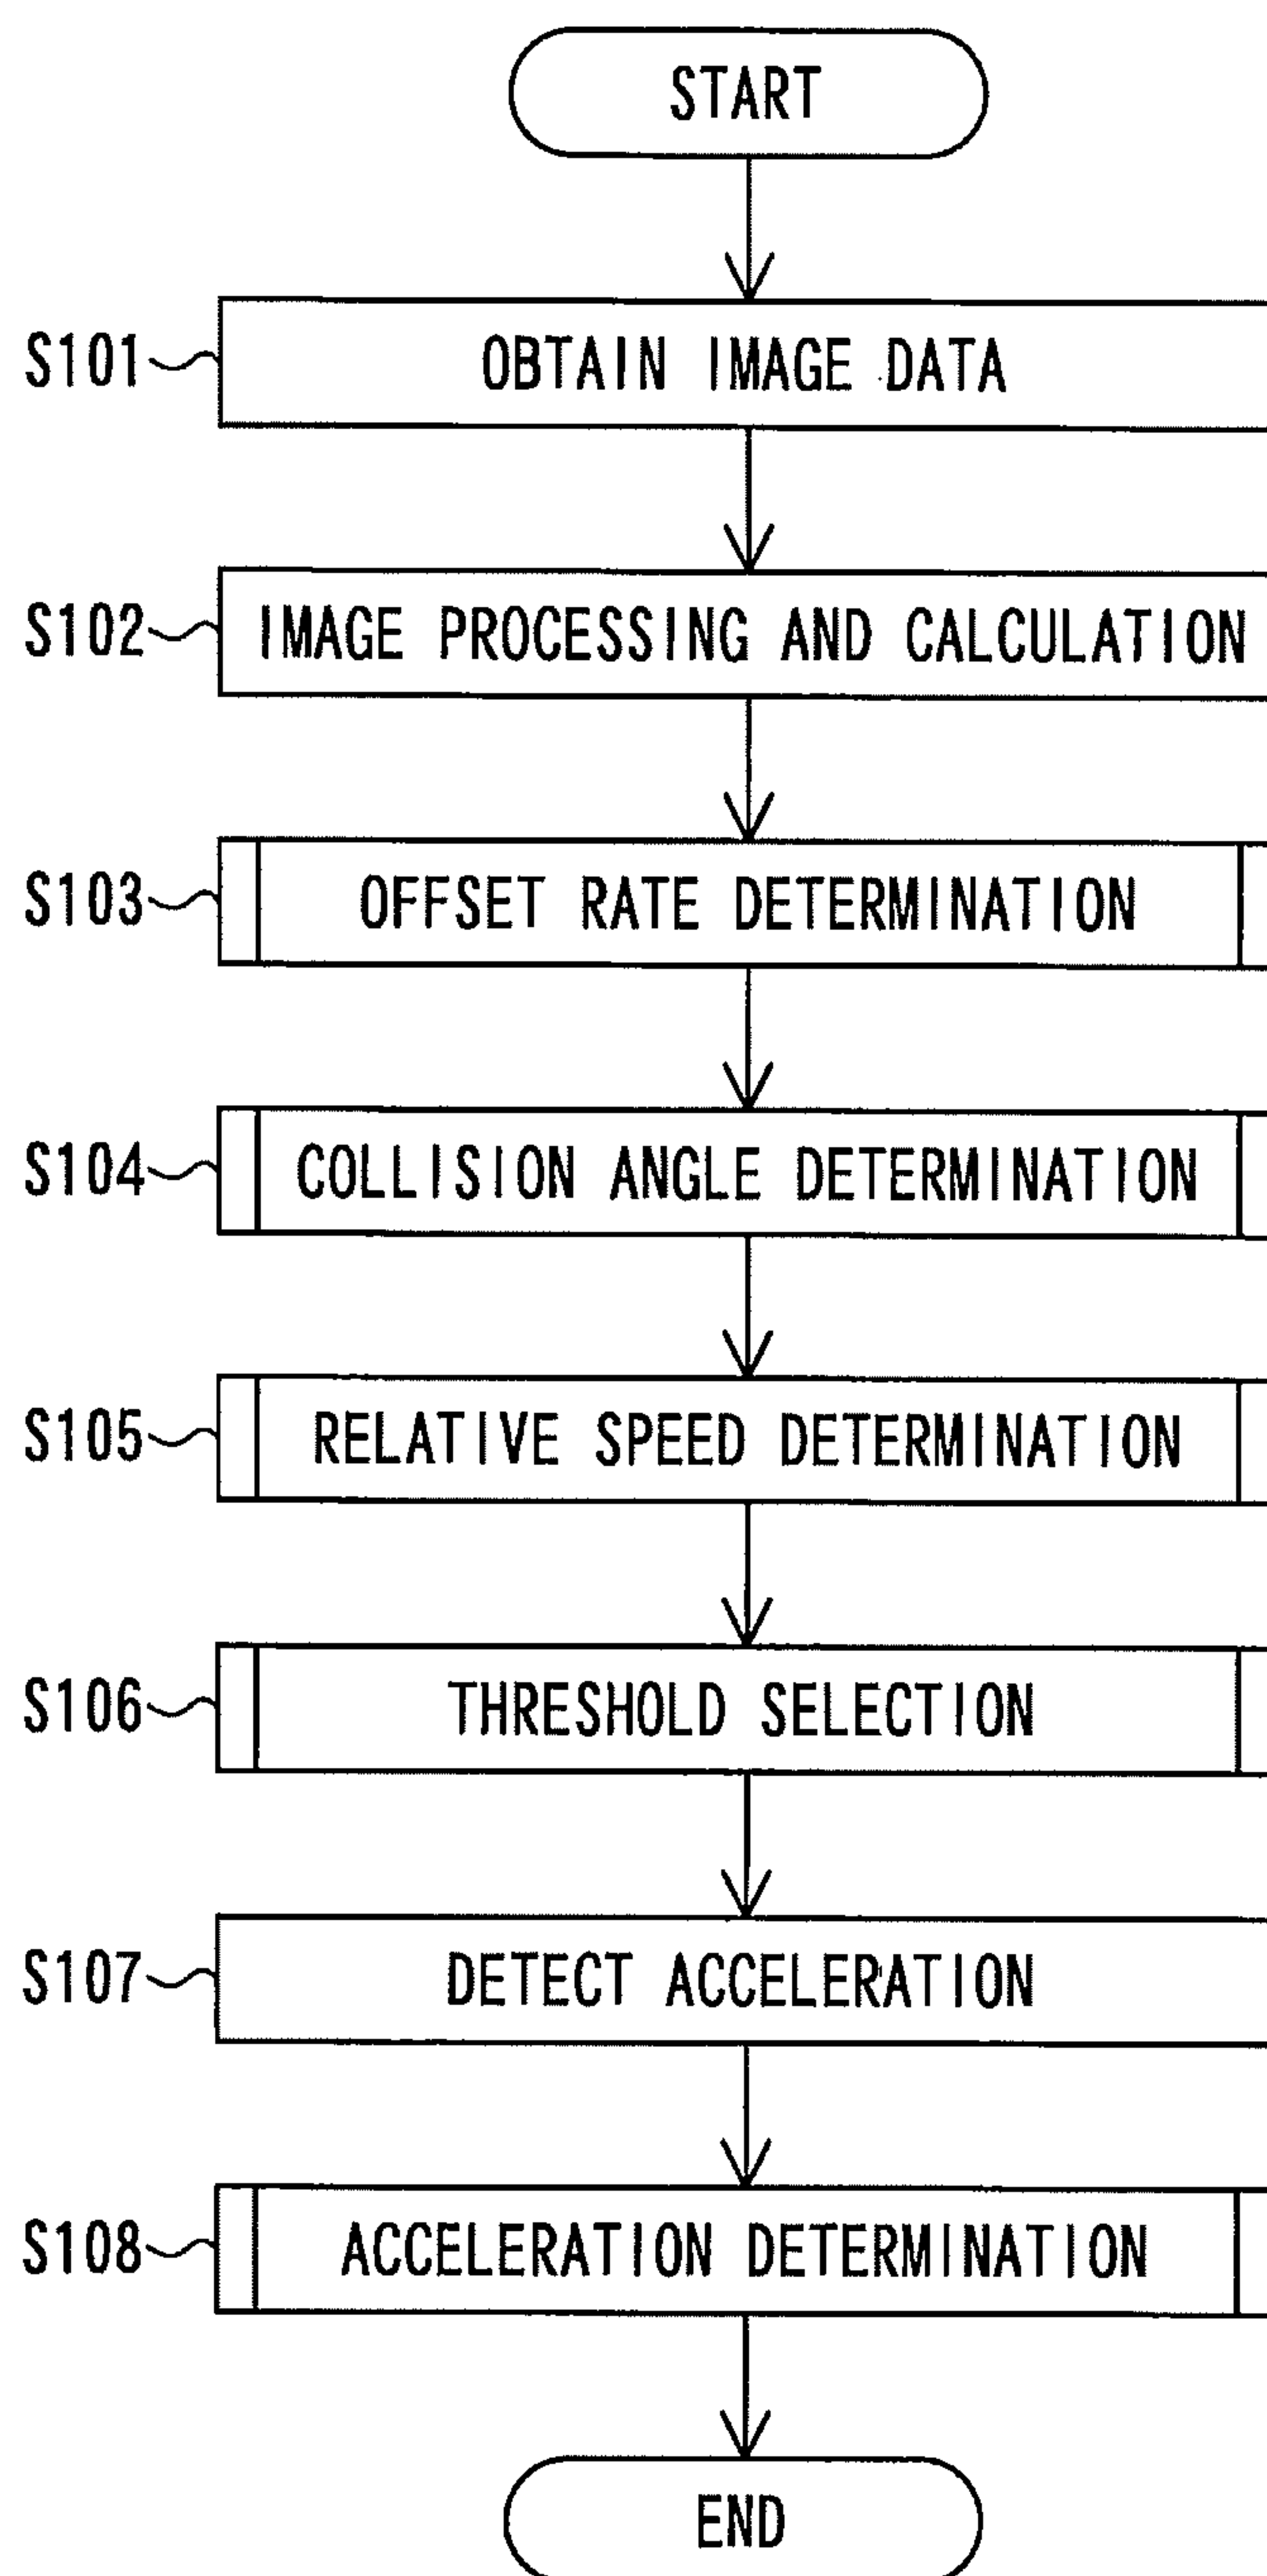 START
S101 OBTAIN IMAGE DATA
S102 IMAGE PROCESSING AND CALCULATION
S103 OFFSET RATE DETERMINATION
S104 COLLISION ANGLE DETERMINATION
S105 RELATIVE SPEED DETERMINATION
S106 THRESHOLD SELECTION
S107 DETECT ACCELERATION
S108 ACCELERATION DETERMINATION
END